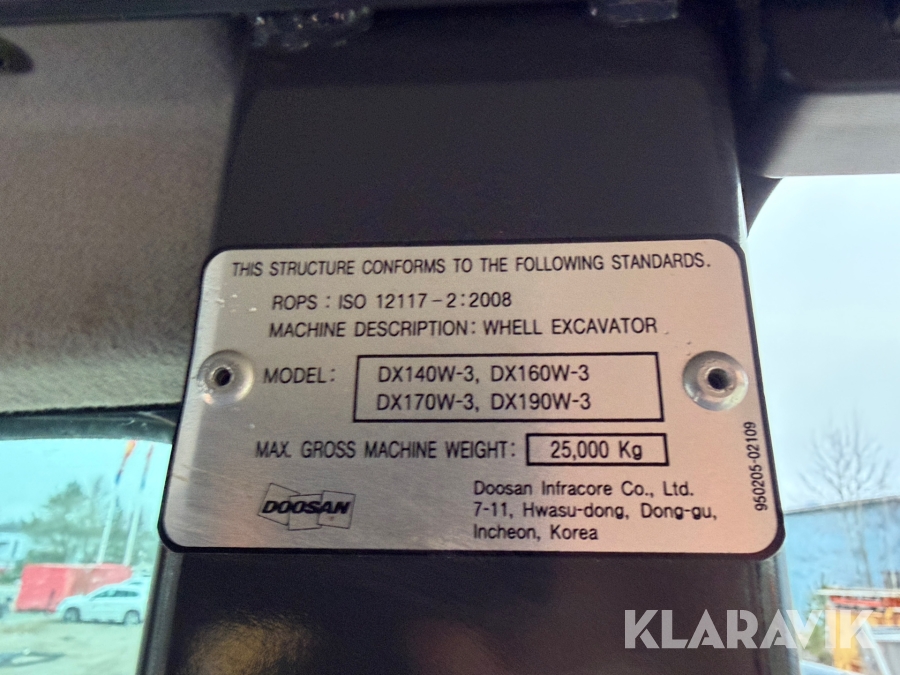 THIS STRUCTURE CONFORMS TO THE FOLLOWING STANDARDS.
ROPS : ISO 12117-2:2008
MACHINE DESCRIPTION: WHELL EXCAVATOR
MODEL: DX140W-3, DX160W-3
DX170W-3, DX190W-3
MAX. GROSS MACHINE WEIGHT: 25,000 Kg
DOOSAN
Doosan Infracore Co., Ltd.
7-11, Hwasu-dong, Dong-gu,
Incheon, Korea
950205-02109
KLARAVIK